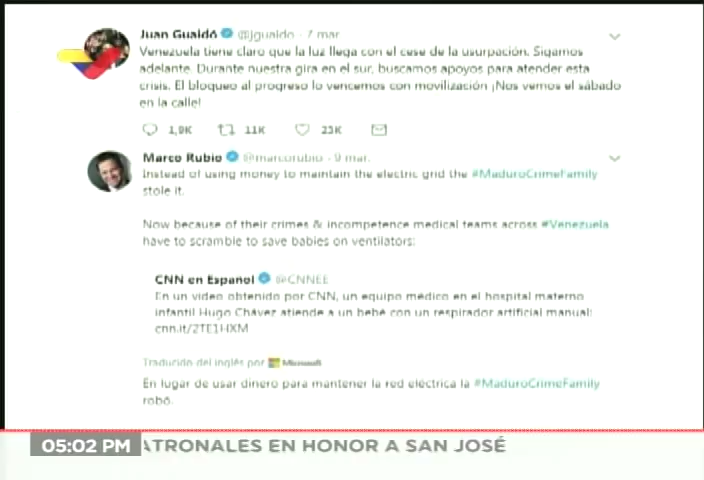 Juan Guaidó @jguaido · 7 mar.
Venezuela tiene claro que la luz llega con el cese de la usurpación. Sigamos
adelante. Durante nuestra gira en el sur, buscamos apoyos para atender esta
crisis. El bloqueo al progreso lo vencemos con movilización ¡Nos vemos el sábado
en la calle!
1,9K 11K 23K
Marco Rubio @marcorubio · 9 mar.
Instead of using money to maintain the electric grid the #MaduroCrimeFamily
stole it.
Now because of their crimes & incompetence medical teams across #Venezuela
have to scramble to save babies on ventilators:
CNN en Español @CNNEE
En un video obtenido por CNN, un equipo médico en el hospital materno
infantil Hugo Chávez atiende a un bebé con un respirador artificial manual:
cnn.it/2TE1HXM
Traducido del inglés por Microsoft
En lugar de usar dinero para mantener la red eléctrica la #MaduroCrimeFamily
robó.
05:02 PM ATRONALES EN HONOR A SAN JOSÉ